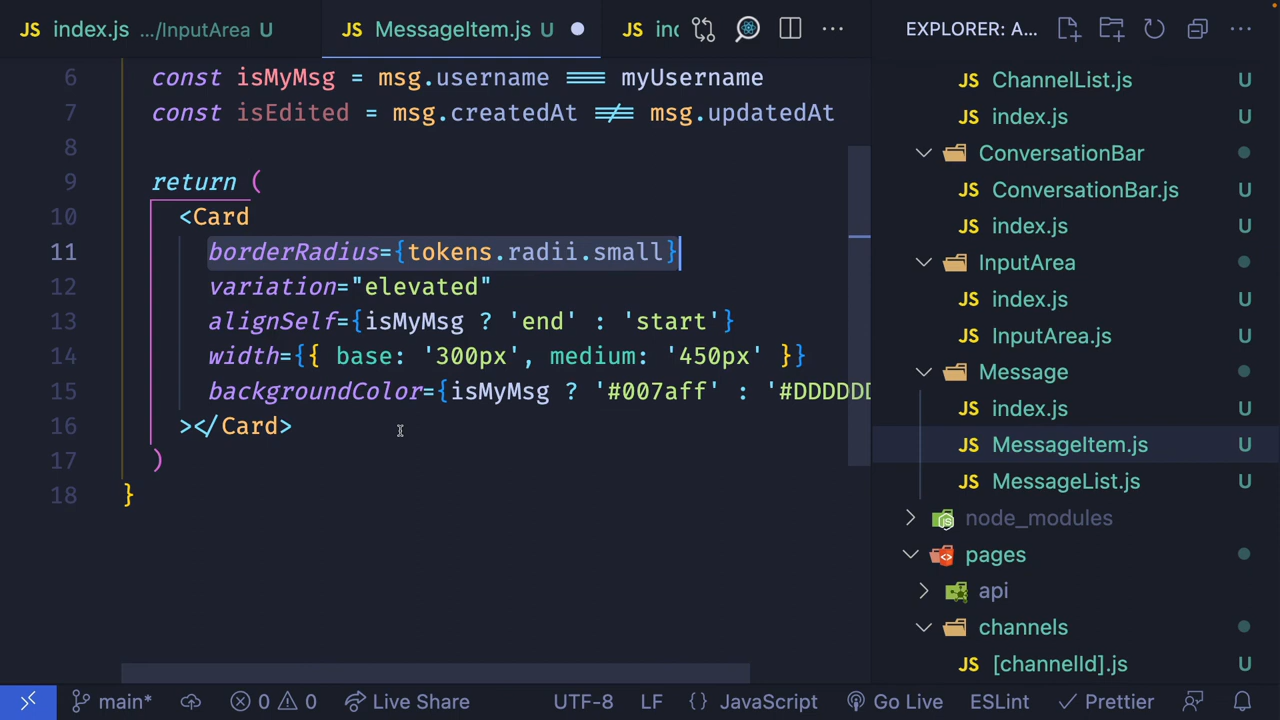 JS index.js .../InputArea U
JS MessageItem.js U
JS inc
EXPLORER: A...
6 const isMyMsg = msg.username === myUsername
7 const isEdited = msg.createdAt !== msg.updatedAt
8
9 return (
10 <Card
11 borderRadius={tokens.radii.small}
12 variation="elevated"
13 alignSelf={isMyMsg ? 'end' : 'start'}
14 width={{ base: '300px', medium: '450px' }}
15 backgroundColor={isMyMsg ? '#007aff' : '#DDDDDD
16 ></Card>
17 )
18 }
JS ChannelList.js U
JS index.js U
ConversationBar
JS ConversationBar.js U
JS index.js U
InputArea
JS index.js U
JS InputArea.js U
Message
JS index.js U
JS MessageItem.js U
JS MessageList.js U
node_modules
pages
api
channels
JS [channelId].js U
main* 0 0 Live Share UTF-8 LF {} JavaScript Go Live ESLint Prettier